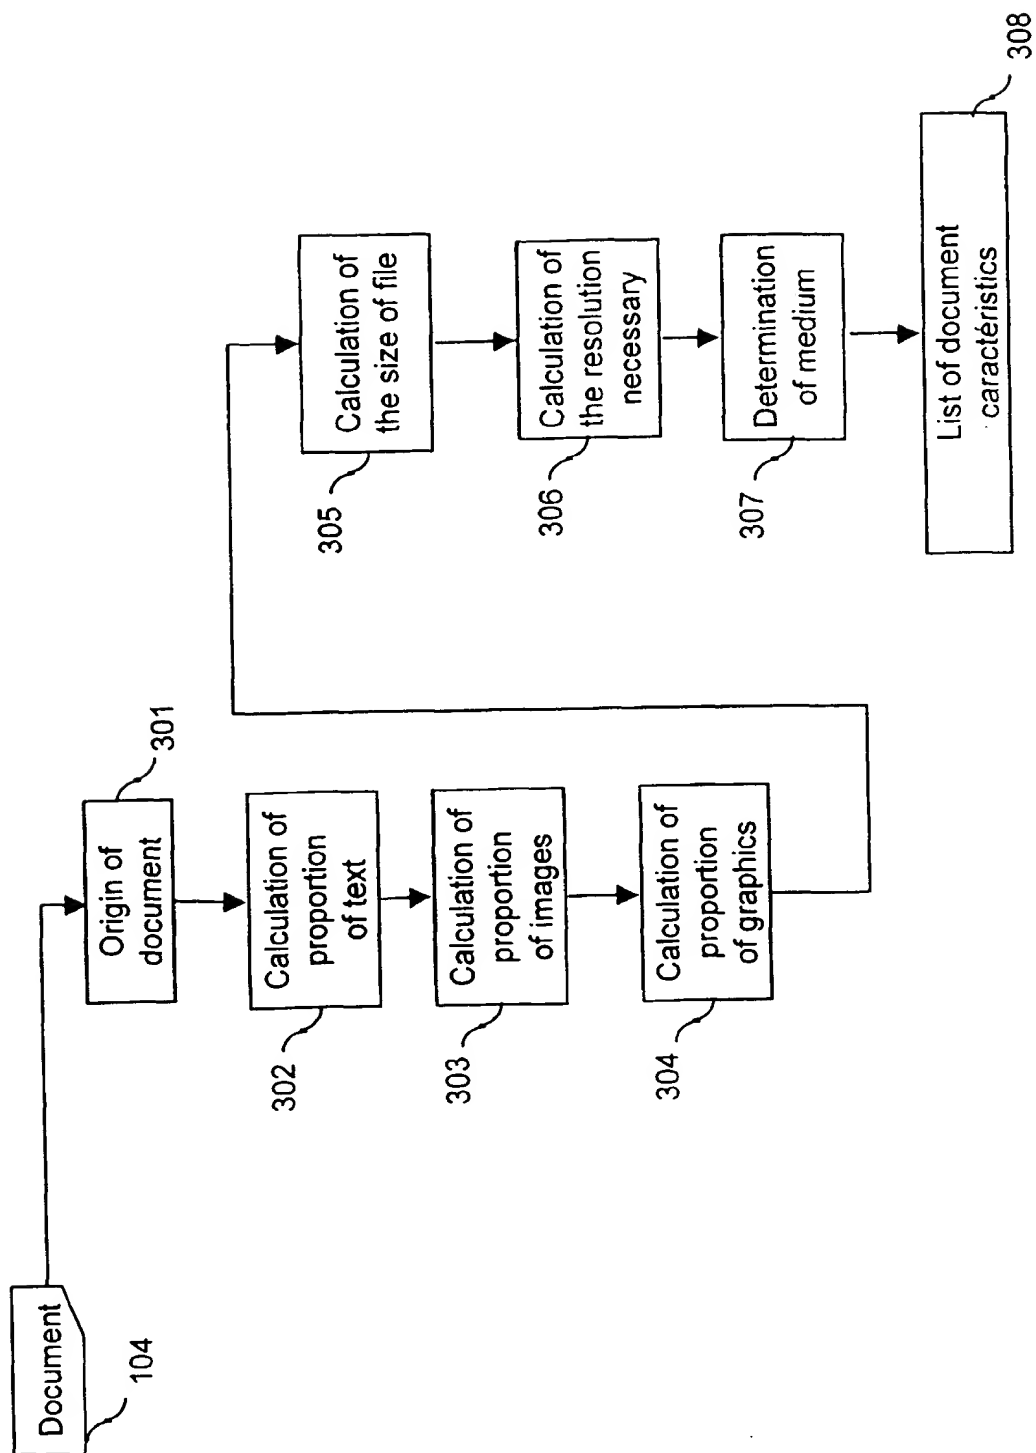 Document
104
Origin of
document
301
Calculation of
proportion
of text
302
Calculation of
proportion
of images
303
Calculation of
proportion
of graphics
304
Calculation of
the size of file
305
Calculation of
the resolution
necessary
306
Determination
of medium
307
List of document
caractéristics
308